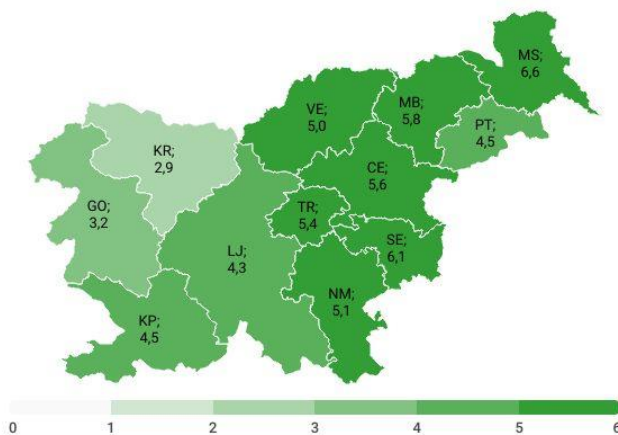 MS;
6,6
VE;
5,0
MB;
5,8
PT;
4,5
KR;
2,9
CE;
5,6
GO;
3,2
TR;
5,4
SE;
6,1
LJ;
4,3
NM;
5,1
KP;
4,5
0 1 2 3 4 5 6